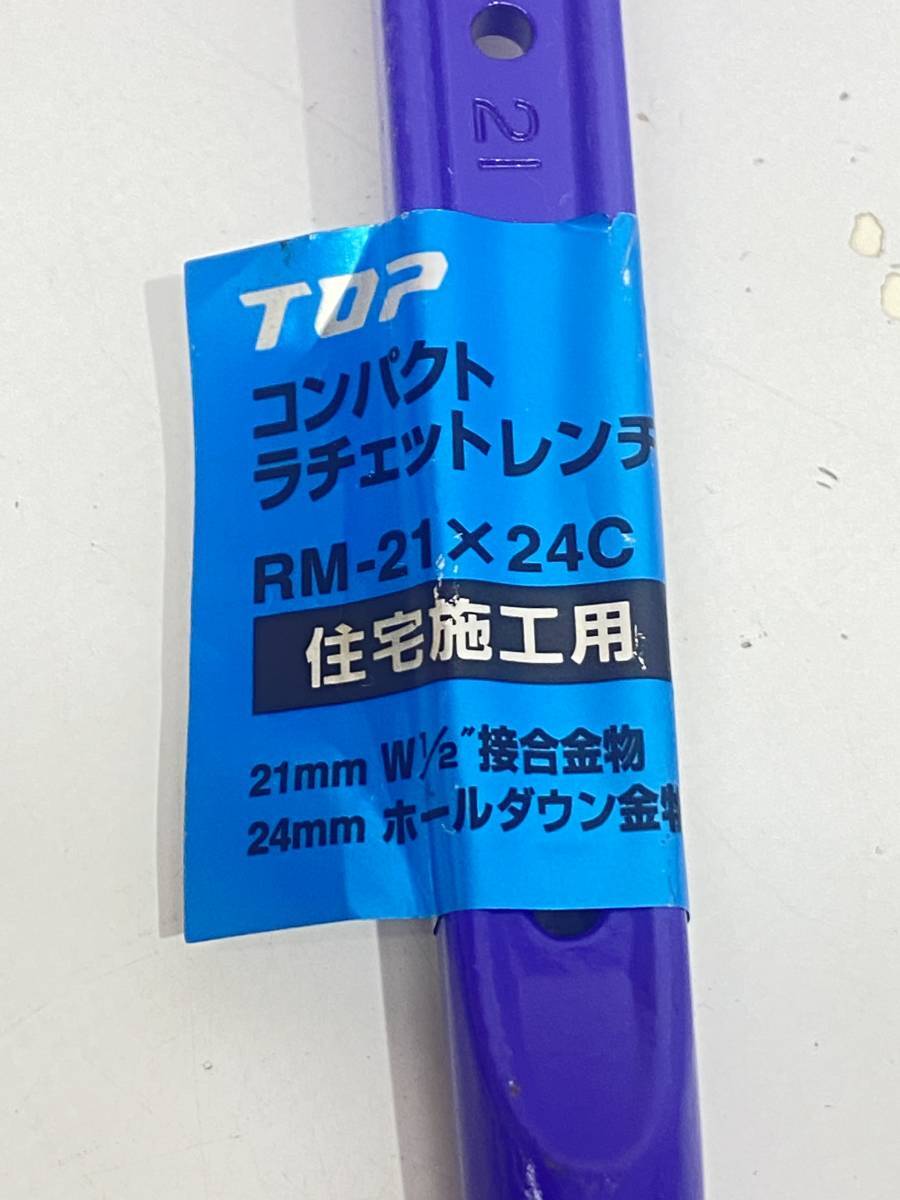 21
TOP
コンパクト
ラチェットレンチ
RM-21×24C
住宅施工用
21mm W1/2"接合金物
24mm ホールダウン金物